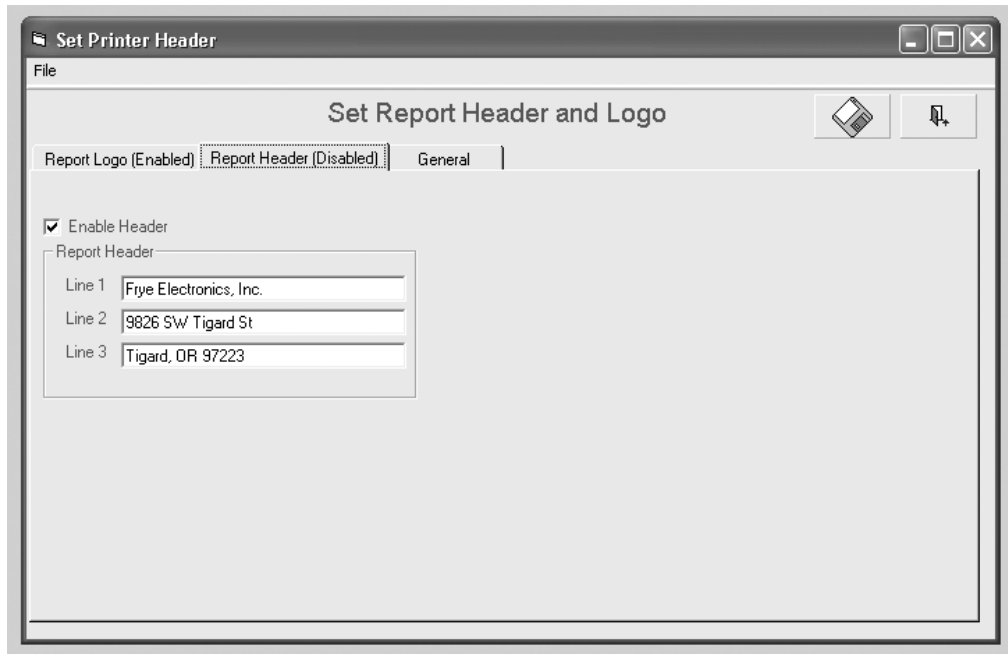 Set Printer Header
File
Set Report Header and Logo
Report Logo (Enabled) Report Header (Disabled) General
Enable Header
Report Header
Line 1 Frye Electronics, Inc.
Line 2 9826 SW Tigard St
Line 3 Tigard, OR 97223